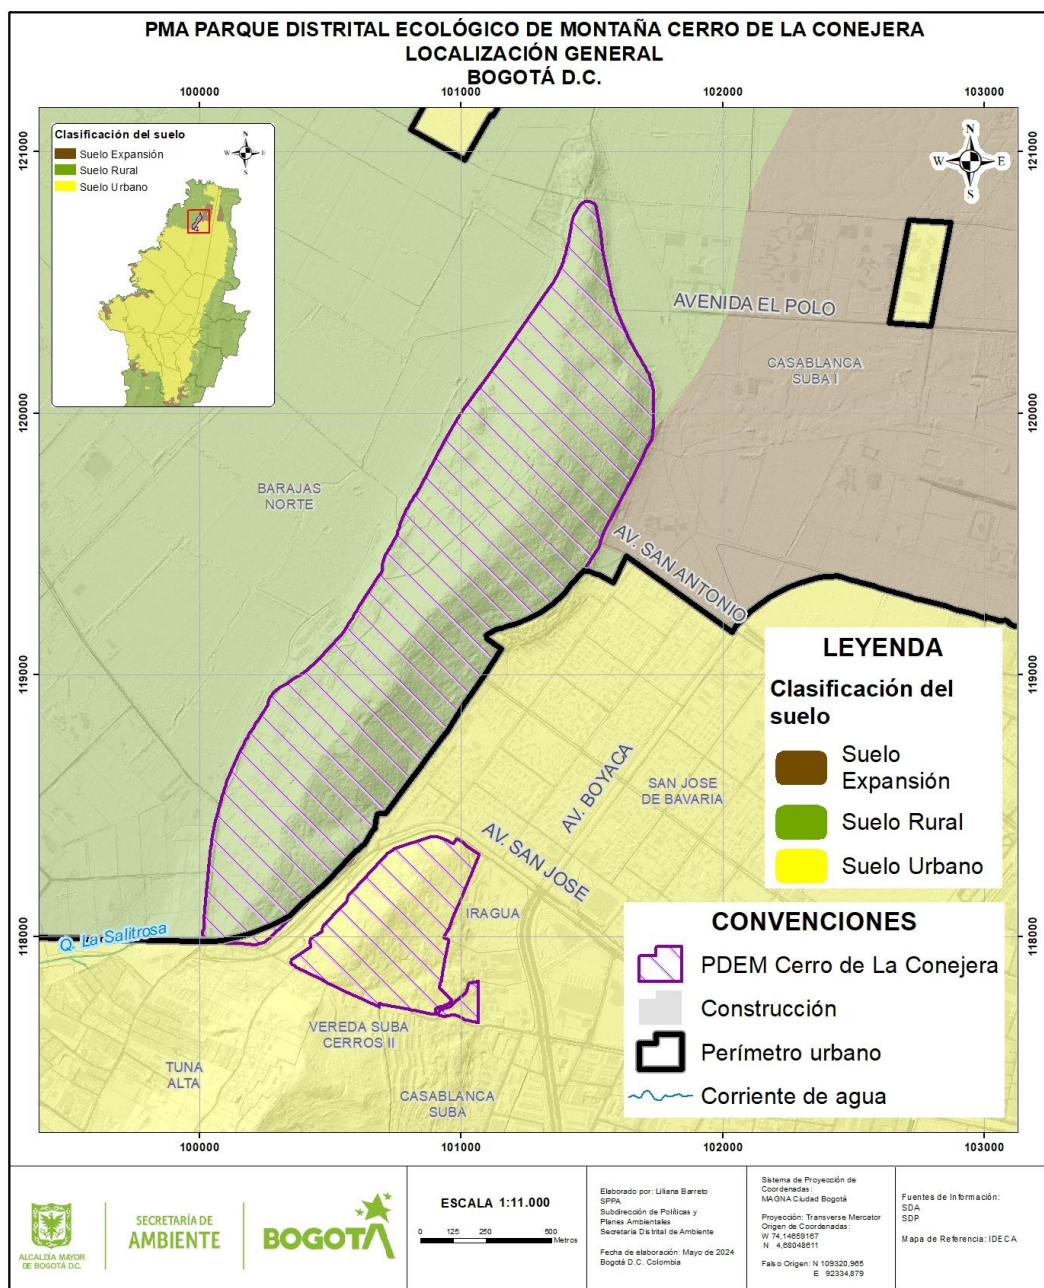 PMA PARQUE DISTRITAL ECOLÓGICO DE MONTAÑA CERRO DE LA CONEJERA
LOCALIZACIÓN GENERAL
BOGOTÁ D.C.
100000
101000
102000
103000
121000
120000
119000
118000
Clasificación del suelo
Suelo Expansión
Suelo Rural
Suelo Urbano
N
W
E
S
N
W
E
S
121000
120000
119000
118000
AVENIDA EL POLO
CASABLANCA
SUBA I
BARAJAS
NORTE
AV. SAN ANTONIO
AV. BOYACA
SAN JOSE
DE BAVARIA
AV. SAN JOSE
IRAGUA
Q. La Salitrosa
VEREDA SUBA
CERROS II
TUNA
ALTA
CASABLANCA
SUBA
LEYENDA
Clasificación del
suelo
Suelo
Expansión
Suelo Rural
Suelo Urbano
CONVENCIONES
PDEM Cerro de La Conejera
Construcción
Perímetro urbano
Corriente de agua
100000
101000
102000
103000
ALCALDÍA MAYOR
DE BOGOTÁ D.C.
SECRETARÍA DE
AMBIENTE
BOGOTÁ
ESCALA 1:11.000
0 125 250 500
Metros
Elaborado por: Liliana Barreto
SPPA
Subdirección de Políticas y
Planes Ambientales
Secretaria Distrital de Ambiente
Fecha de elaboración: Mayo de 2024
Bogotá D.C. Colombia
Sistema de Proyección de
Coordenadas:
MAGNA Ciudad Bogotá
Proyección: Transverse Mercator
Origen de Coordenadas:
W 74,14659167
N 4,68048611
Falso Origen: N 109320,965
E 92334,879
Fuentes de Información:
SDA
SDP
Mapa de Referencia: IDECA